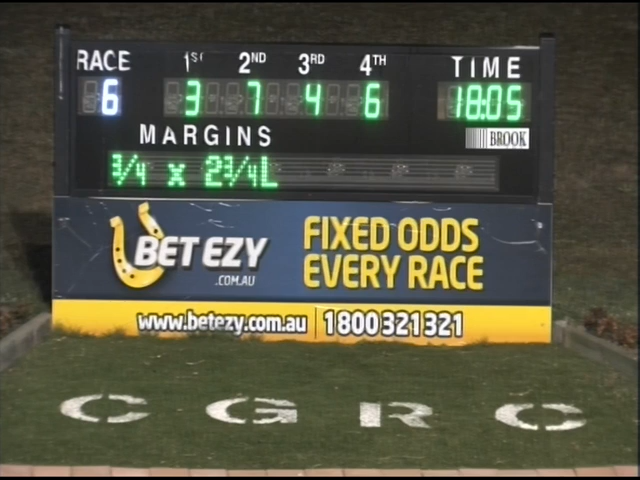 RACE 1ST 2ND 3RD 4TH TIME
6 3 7 4 6 18:05
MARGINS BROOK
3/4 x 2 3/4L
BET EZY
.COM.AU
FIXED ODDS
EVERY RACE
www.betezy.com.au 1800 321 321
C G R C